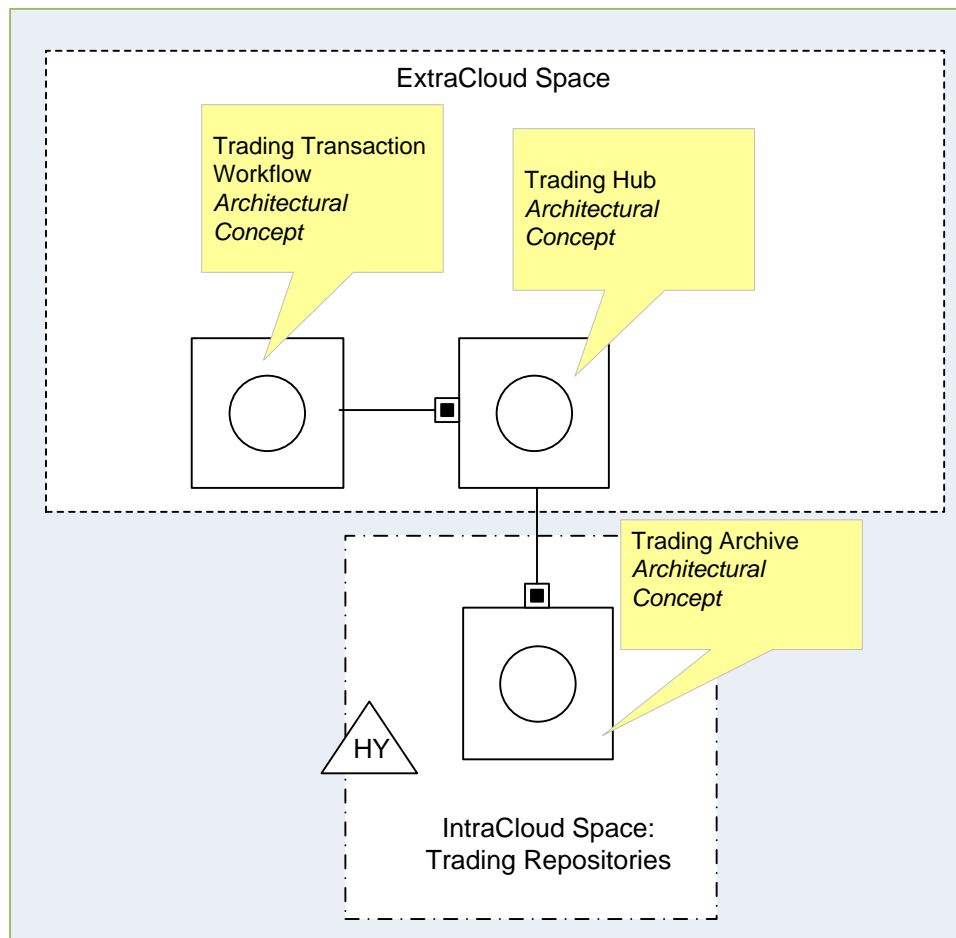 ExtraCloud Space
Trading Transaction
Workflow
Architectural
Concept
Trading Hub
Architectural
Concept
Trading Archive
Architectural
Concept
HY
IntraCloud Space:
Trading Repositories